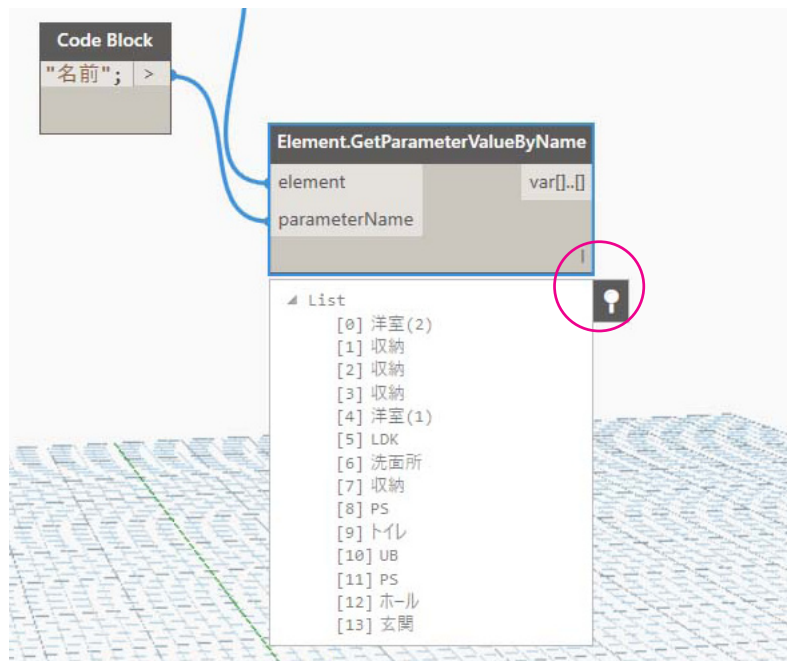 Code Block
"名前"; >
Element.GetParameterValueByName
element var[]..[]
parameterName
l
List
[0] 洋室(2)
[1] 収納
[2] 収納
[3] 収納
[4] 洋室(1)
[5] LDK
[6] 洗面所
[7] 収納
[8] PS
[9] トイレ
[10] UB
[11] PS
[12] ホール
[13] 玄関